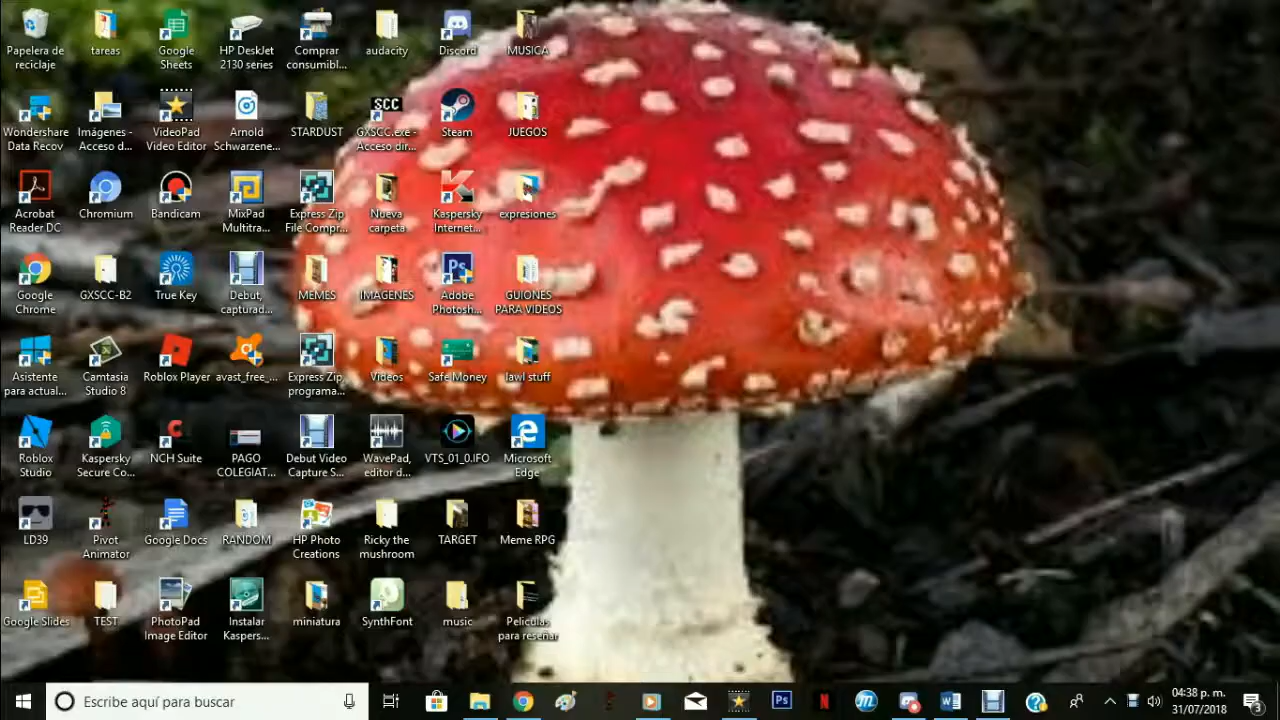 Papelera de
reciclaje
tareas
Google
Sheets
HP DeskJet
2130 series
Comprar
consumibl...
audacity
Discord
MUSICA
Wondershare
Data Recov
Imágenes -
Acceso d...
VideoPad
Video Editor
Arnold
Schwarzene...
STARDUST
SCC
GXSCC.exe -
Acceso dir...
Steam
JUEGOS
Acrobat
Reader DC
Chromium
Bandicam
MixPad
Multitra...
Express Zip
File Compr...
Nueva
carpeta
Kaspersky
Internet...
expresiones
Google
Chrome
GXSCC-B2
True Key
Debut,
capturad...
MEMES
IMAGENES
Ps
Adobe
Photosh...
GUIONES
PARA VIDEOS
Asistente
para actual...
Camtasia
Studio 8
Roblox Player
avast_free_...
Express Zip,
programa...
Videos
Safe Money
lawl stuff
Roblox
Studio
Kaspersky
Secure Co...
NCH Suite
PAGO
COLEGIAT...
Debut Video
Capture S...
WavePad,
editor d...
VTS_01_0.IFO
Microsoft
Edge
LD39
Pivot
Animator
Google Docs
RANDOM
HP Photo
Creations
Ricky the
mushroom
TARGET
Meme RPG
Google Slides
TEST
PhotoPad
Image Editor
Instalar
Kaspers...
miniatura
SynthFont
music
Peliculas
para reseñar
Escribe aquí para buscar
Ps
04:38 p. m.
31/07/2018
3